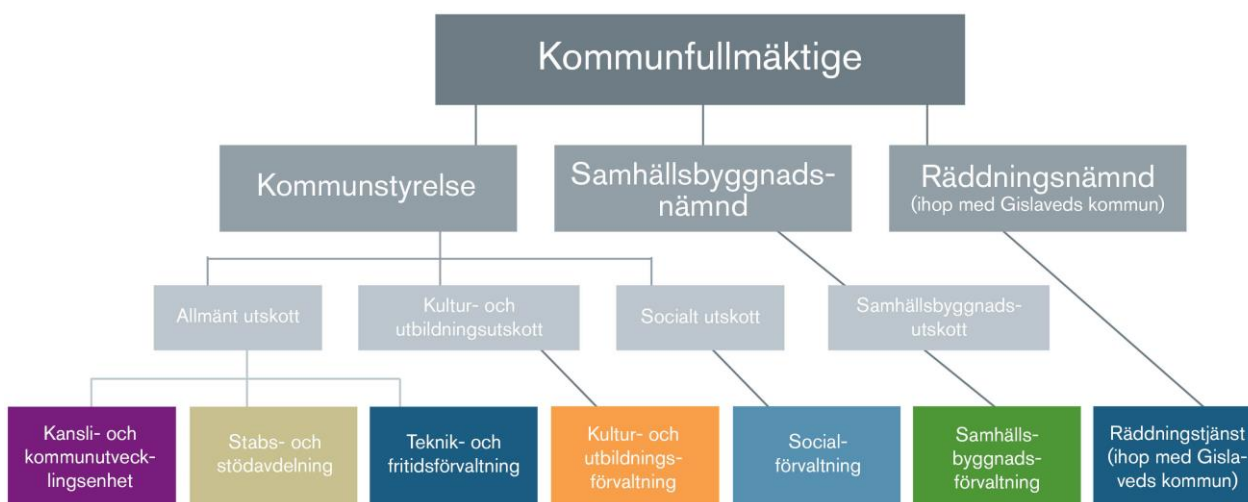 Kommunfullmäktige
Kommunstyrelse
Samhällsbyggnads-
nämnd
Räddningsnämnd
(ihop med Gislaveds kommun)
Allmänt utskott
Kultur- och
utbildningsutskott
Socialt utskott
Samhällsbyggnads-
utskott
Kansli- och
kommunutveck-
lingsenhet
Stabs- och
stödavdelning
Teknik- och
fritidsförvaltning
Kultur- och
utbildnings-
förvaltning
Social-
förvaltning
Samhälls-
byggnads-
förvaltning
Räddningstjänst
(ihop med Gisla-
veds kommun)